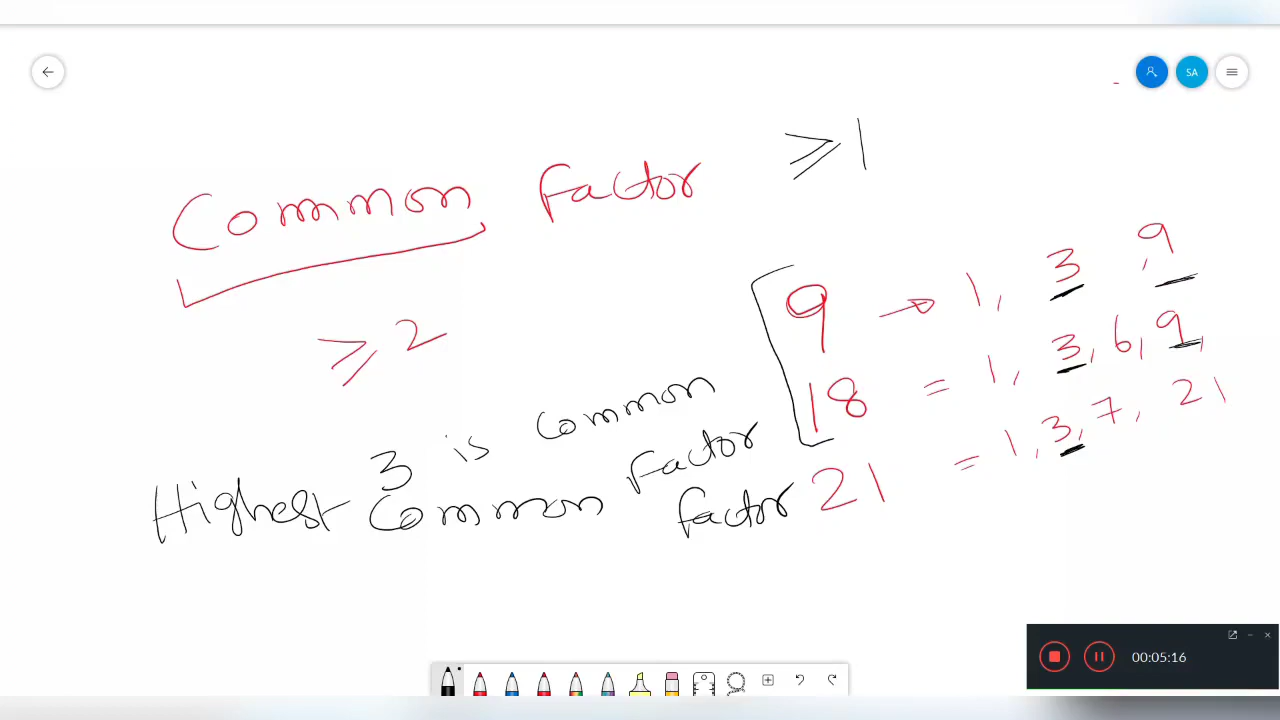 SA
≥1
Common factor
≥2
9 → 1, 3, 9
18 = 1, 3, 6, 9,
21 = 1, 3, 7, 21
3 is common factor
Highest Common factor
00:05:16